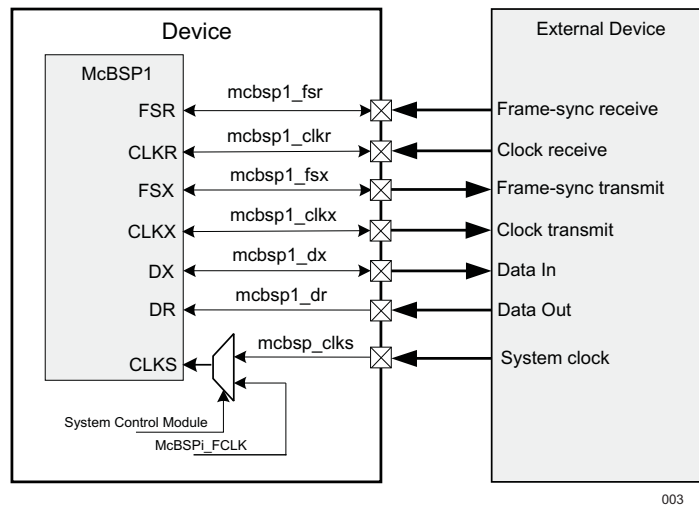 Device
External Device
McBSP1
FSR
mcbsp1_fsr
Frame-sync receive
CLKR
mcbsp1_clkr
Clock receive
FSX
mcbsp1_fsx
Frame-sync transmit
CLKX
mcbsp1_clkx
Clock transmit
DX
mcbsp1_dx
Data In
DR
mcbsp1_dr
Data Out
CLKS
mcbsp_clks
System clock
System Control Module
McBSPi_FCLK
003